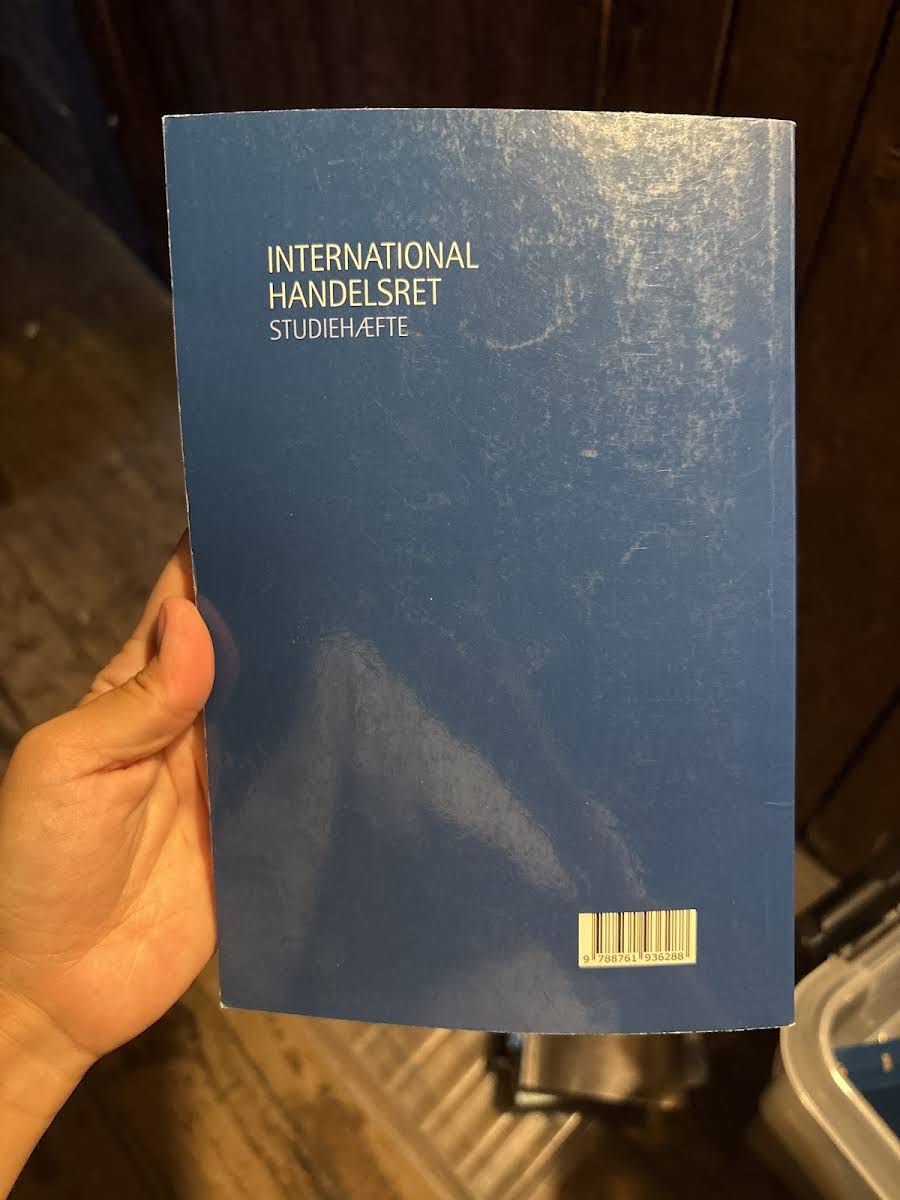 INTERNATIONAL
HANDELSRET
STUDIEHÆFTE
9 788761 936288